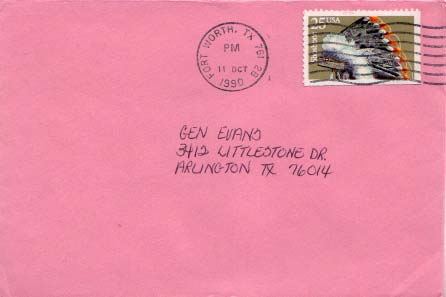 25 USA
FORT WORTH, TX 761
PM
11 OCT
1990
GEN EVANS
3412 LITTLESTONE DR.
ARLINGTON TX 76014